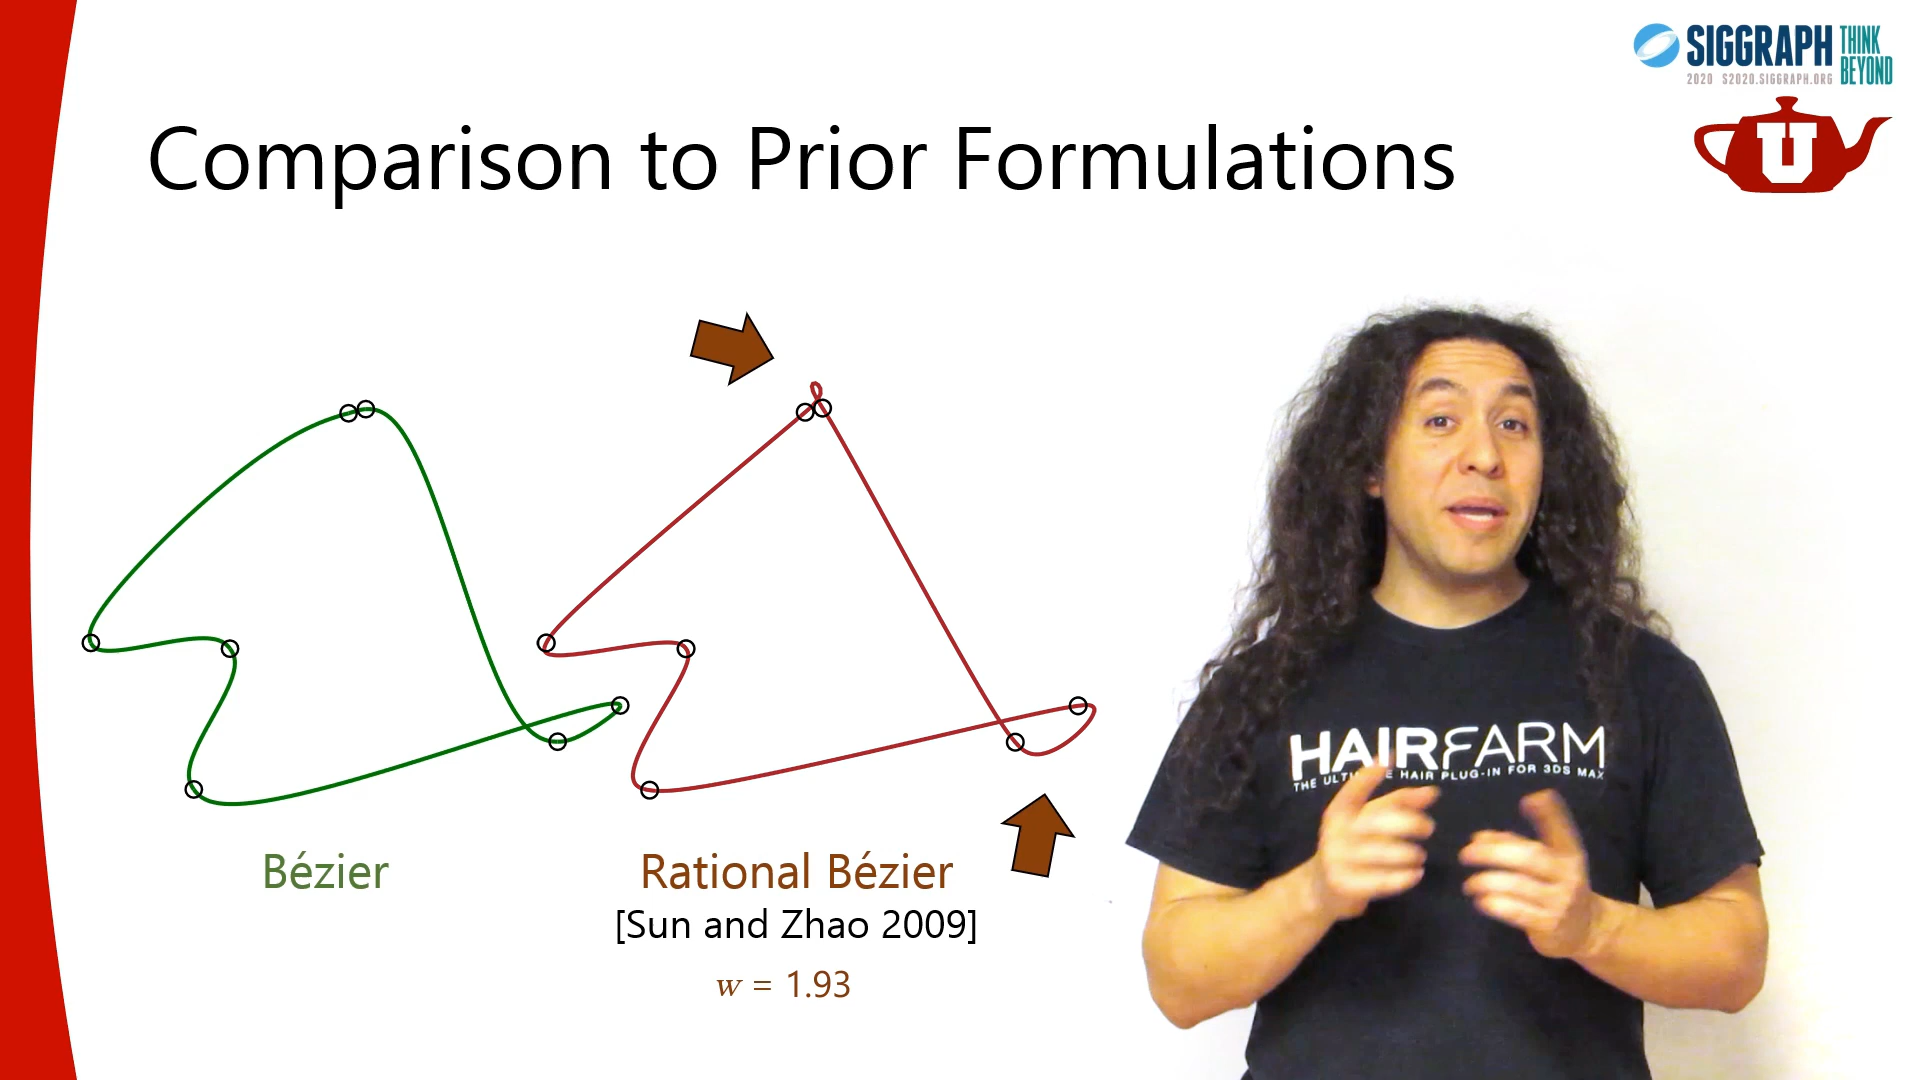 SIGGRAPH THINK BEYOND
2020 S2020.SIGGRAPH.ORG
U
Comparison to Prior Formulations
HAIRFARM
THE ULTI E HAIR PLUG-IN FOR 3DS MAX
Bézier
Rational Bézier
[Sun and Zhao 2009]
w = 1.93